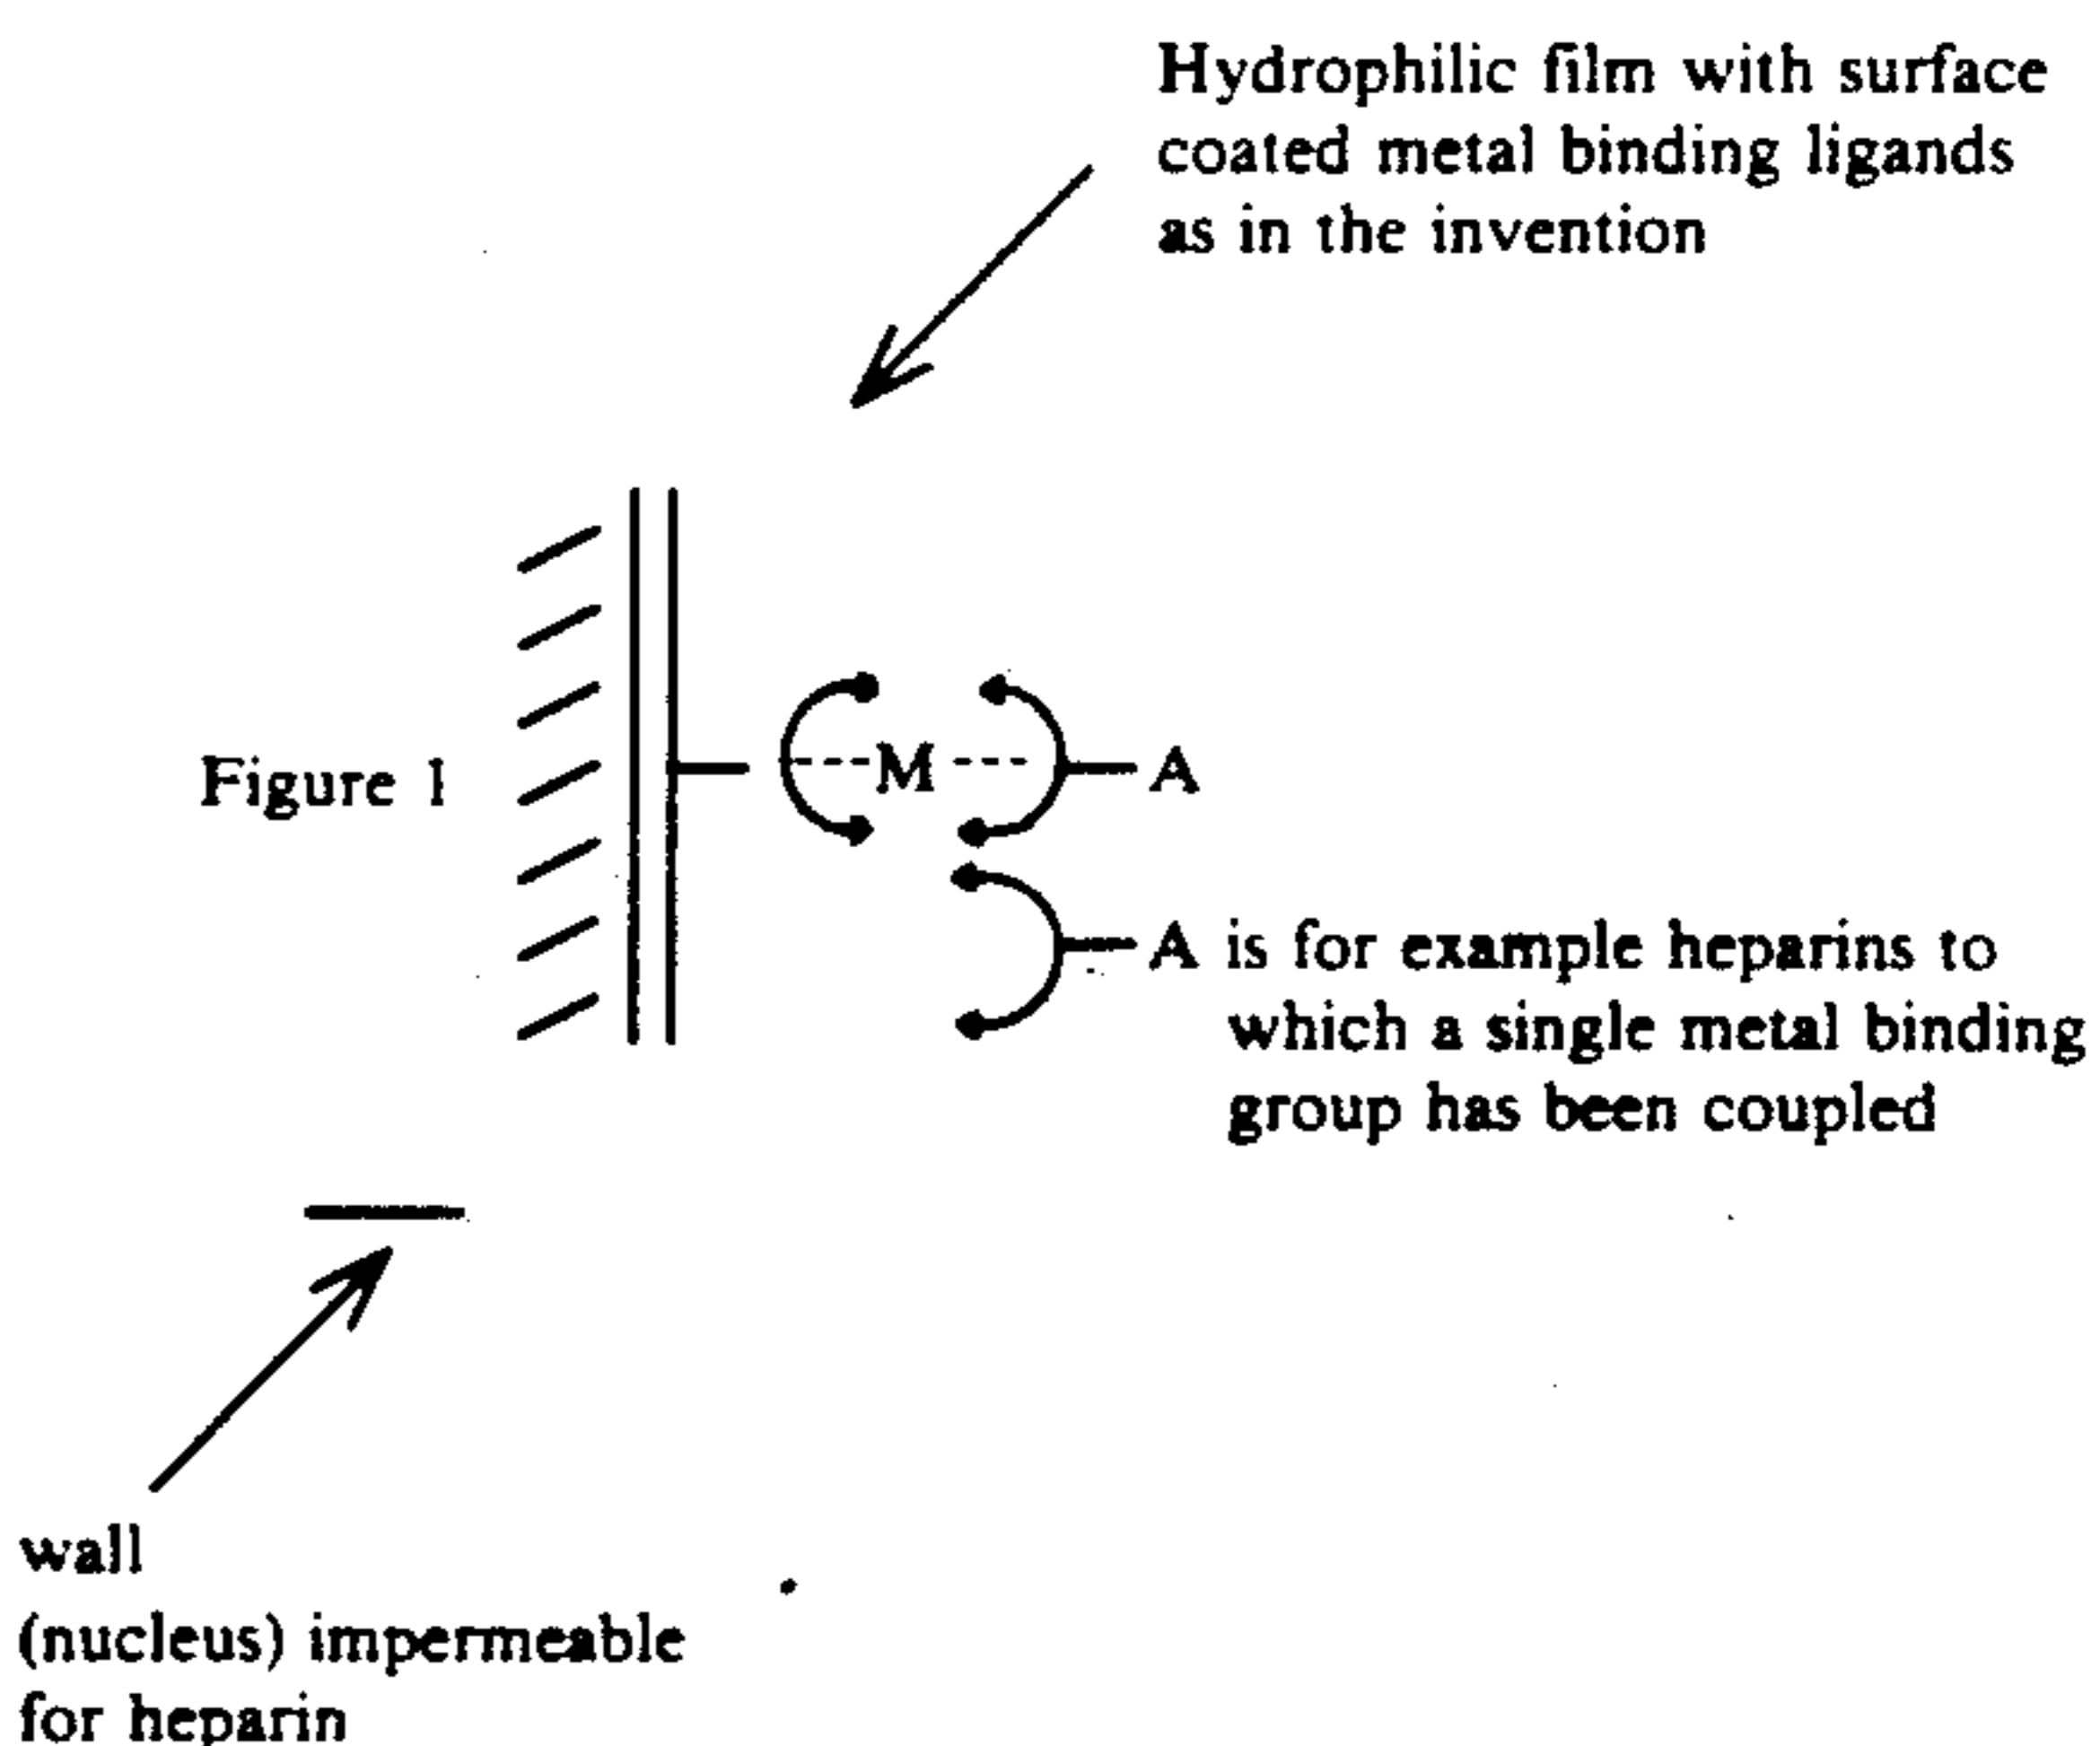 Hydrophilic film with surface
coated metal binding ligands
as in the invention
Figure 1
M
A
A is for example heparins to
which a single metal binding
group has been coupled
wall
(nucleus) impermeable
for heparin